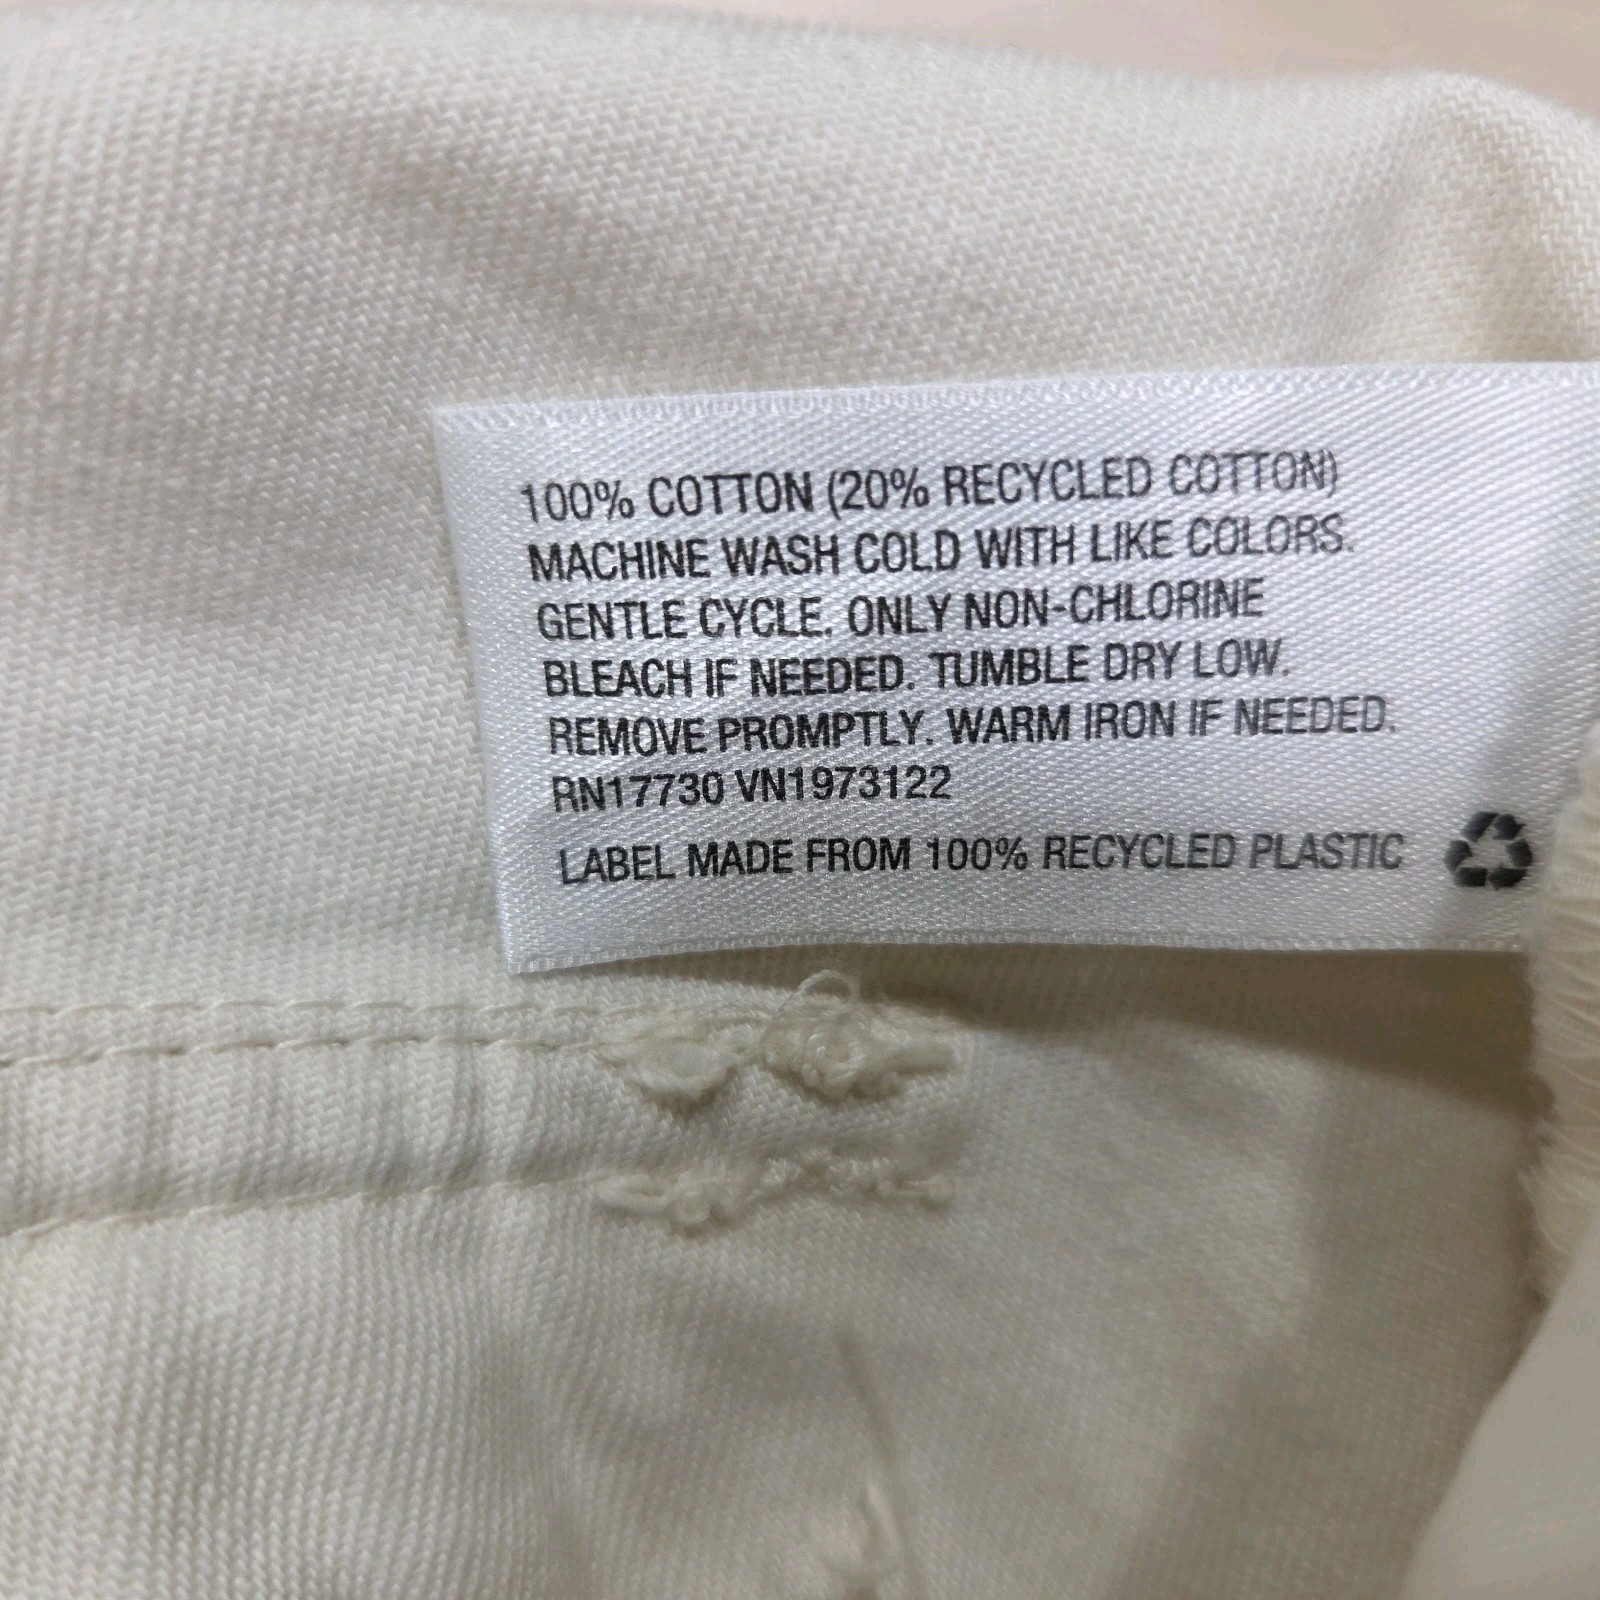 100% COTTON (20% RECYCLED COTTON)
MACHINE WASH COLD WITH LIKE COLORS.
GENTLE CYCLE. ONLY NON-CHLORINE
BLEACH IF NEEDED. TUMBLE DRY LOW.
REMOVE PROMPTLY. WARM IRON IF NEEDED.
RN17730 VN1973122
LABEL MADE FROM 100% RECYCLED PLASTIC